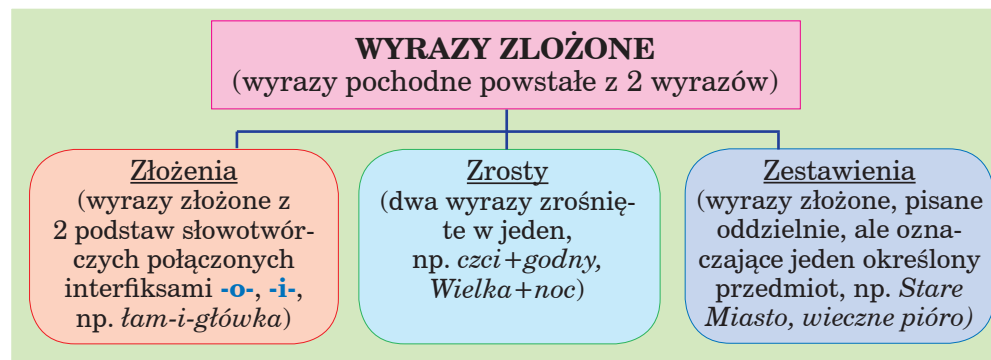 WYRAZY ZLOŻONE
(wyrazy pochodne powstałe z 2 wyrazów)
Złożenia
(wyrazy złożone z
2 podstaw słowotwór-
czych połączonych
interfiksami -o-, -i-,
np. łam-i-główka)
Zrosty
(dwa wyrazy zrośnię-
te w jeden,
np. czci+godny,
Wielka+noc)
Zestawienia
(wyrazy złożone, pisane
oddzielnie, ale ozna-
czające jeden określony
przedmiot, np. Stare
Miasto, wieczne pióro)